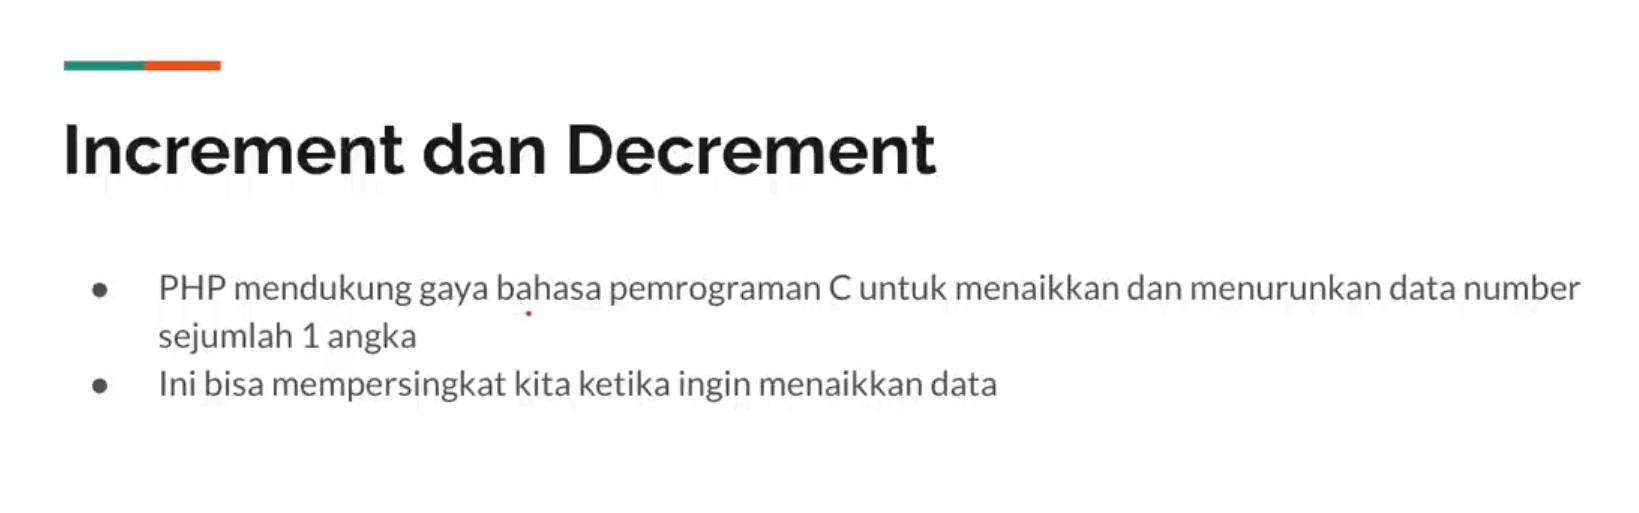 Increment dan Decrement
● PHP mendukung gaya bahasa pemrograman C untuk menaikkan dan menurunkan data number
sejumlah 1 angka
● Ini bisa mempersingkat kita ketika ingin menaikkan data